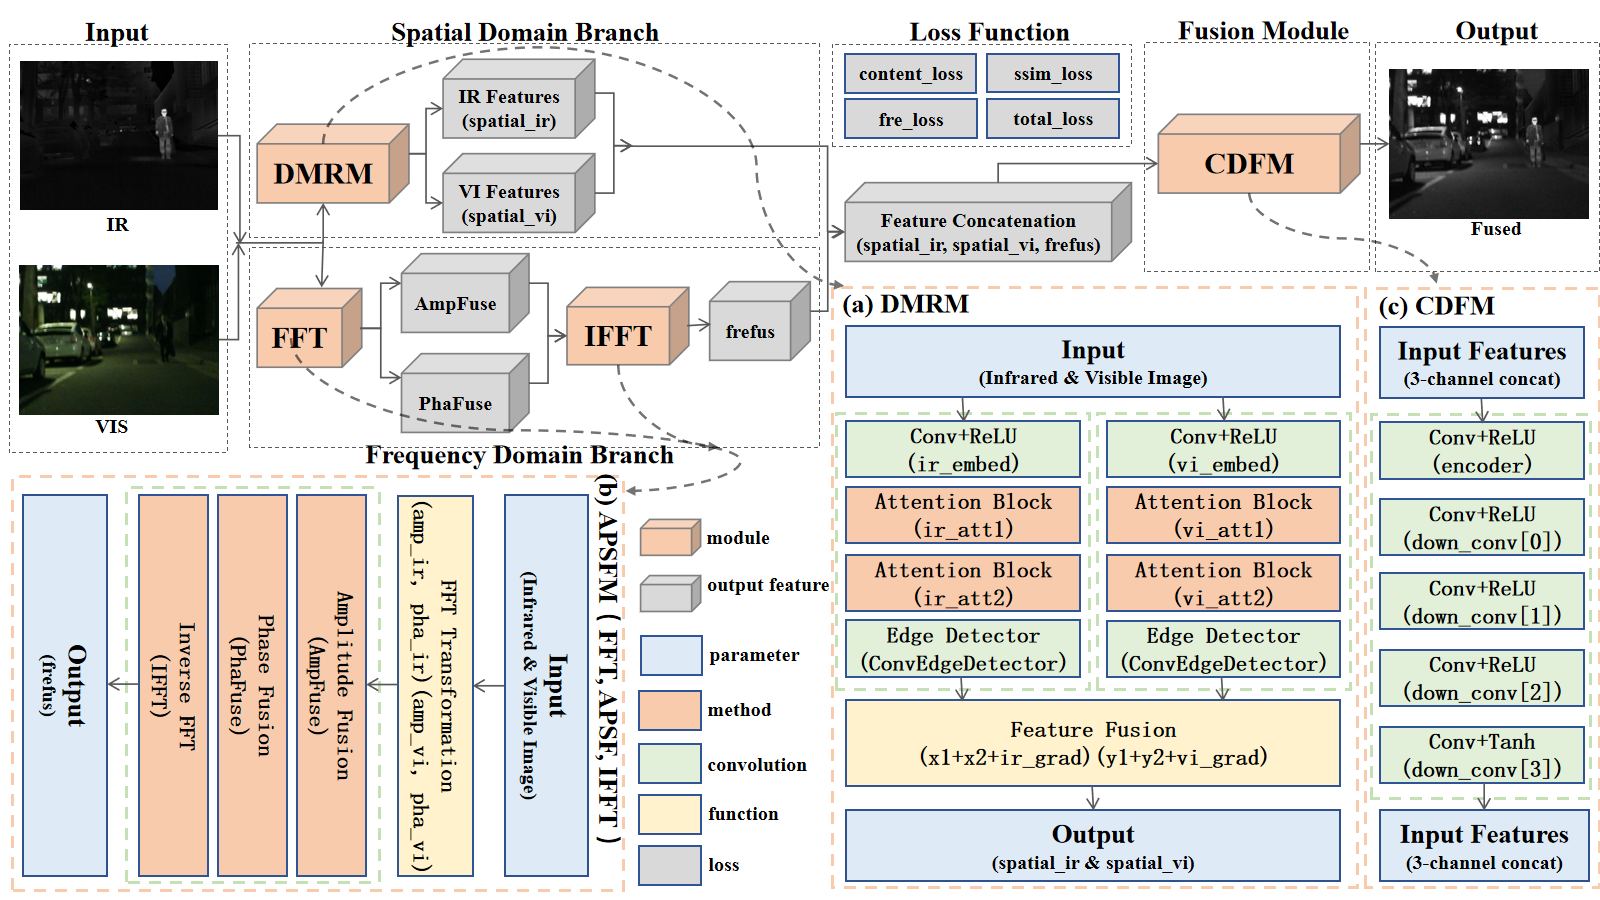 Input
IR
VIS
Spatial Domain Branch
DMRM
IR Features
(spatial_ir)
VI Features
(spatial_vi)
FFT
AmpFuse
PhaFuse
IFFT
frefus
Frequency Domain Branch
Loss Function
content_loss
ssim_loss
fre_loss
total_loss
Feature Concatenation
(spatial_ir, spatial_vi, frefus)
Fusion Module
CDFM
Output
Fused
(a) DMRM
Input
(Infrared & Visible Image)
Conv+ReLU
(ir_embed)
Attention Block
(ir_att1)
Attention Block
(ir_att2)
Edge Detector
(ConvEdgeDetector)
Conv+ReLU
(vi_embed)
Attention Block
(vi_att1)
Attention Block
(vi_att2)
Edge Detector
(ConvEdgeDetector)
Feature Fusion
(x1+x2+ir_grad)(y1+y2+vi_grad)
Output
(spatial_ir & spatial_vi)
(c) CDFM
Input Features
(3-channel concat)
Conv+ReLU
(encoder)
Conv+ReLU
(down_conv[0])
Conv+ReLU
(down_conv[1])
Conv+ReLU
(down_conv[2])
Conv+Tanh
(down_conv[3])
Input Features
(3-channel concat)
(b) APSFM ( FFT, APSF, IFFT )
Input
(Infrared & Visible Image)
FFT Transformation
(amp_ir, pha_ir)(amp_vi, pha_vi)
Amplitude Fusion
(AmpFuse)
Phase Fusion
(PhaFuse)
Inverse FFT
(IFFT)
Output
(frefus)
module
output feature
parameter
method
convolution
function
loss